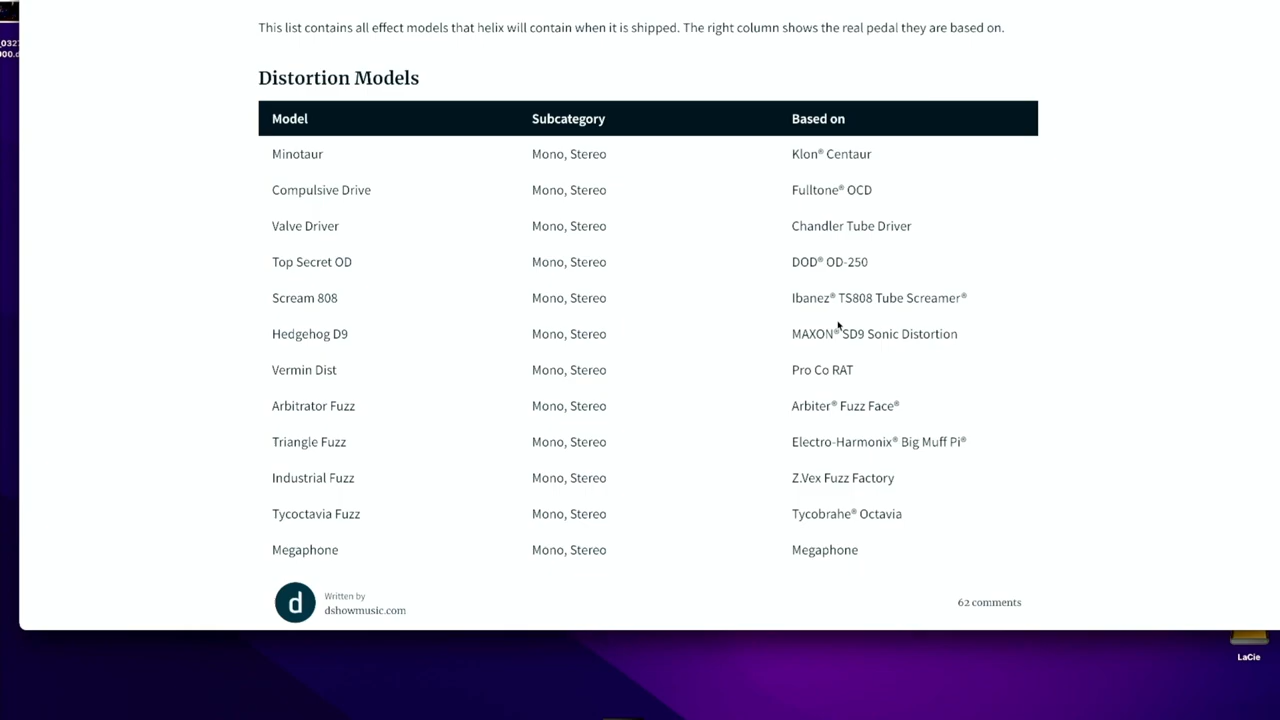 This list contains all effect models that helix will contain when it is shipped. The right column shows the real pedal they are based on.
_032
000.d
Distortion Models
Model Subcategory Based on
Minotaur Mono, Stereo Klon® Centaur
Compulsive Drive Mono, Stereo Fulltone® OCD
Valve Driver Mono, Stereo Chandler Tube Driver
Top Secret OD Mono, Stereo DOD® OD-250
Scream 808 Mono, Stereo Ibanez® TS808 Tube Screamer®
Hedgehog D9 Mono, Stereo MAXON® SD9 Sonic Distortion
Vermin Dist Mono, Stereo Pro Co RAT
Arbitrator Fuzz Mono, Stereo Arbiter® Fuzz Face®
Triangle Fuzz Mono, Stereo Electro-Harmonix® Big Muff Pi®
Industrial Fuzz Mono, Stereo Z.Vex Fuzz Factory
Tycoctavia Fuzz Mono, Stereo Tycobrahe® Octavia
Megaphone Mono, Stereo Megaphone
d
Written by
dshowmusic.com
62 comments
LaCie